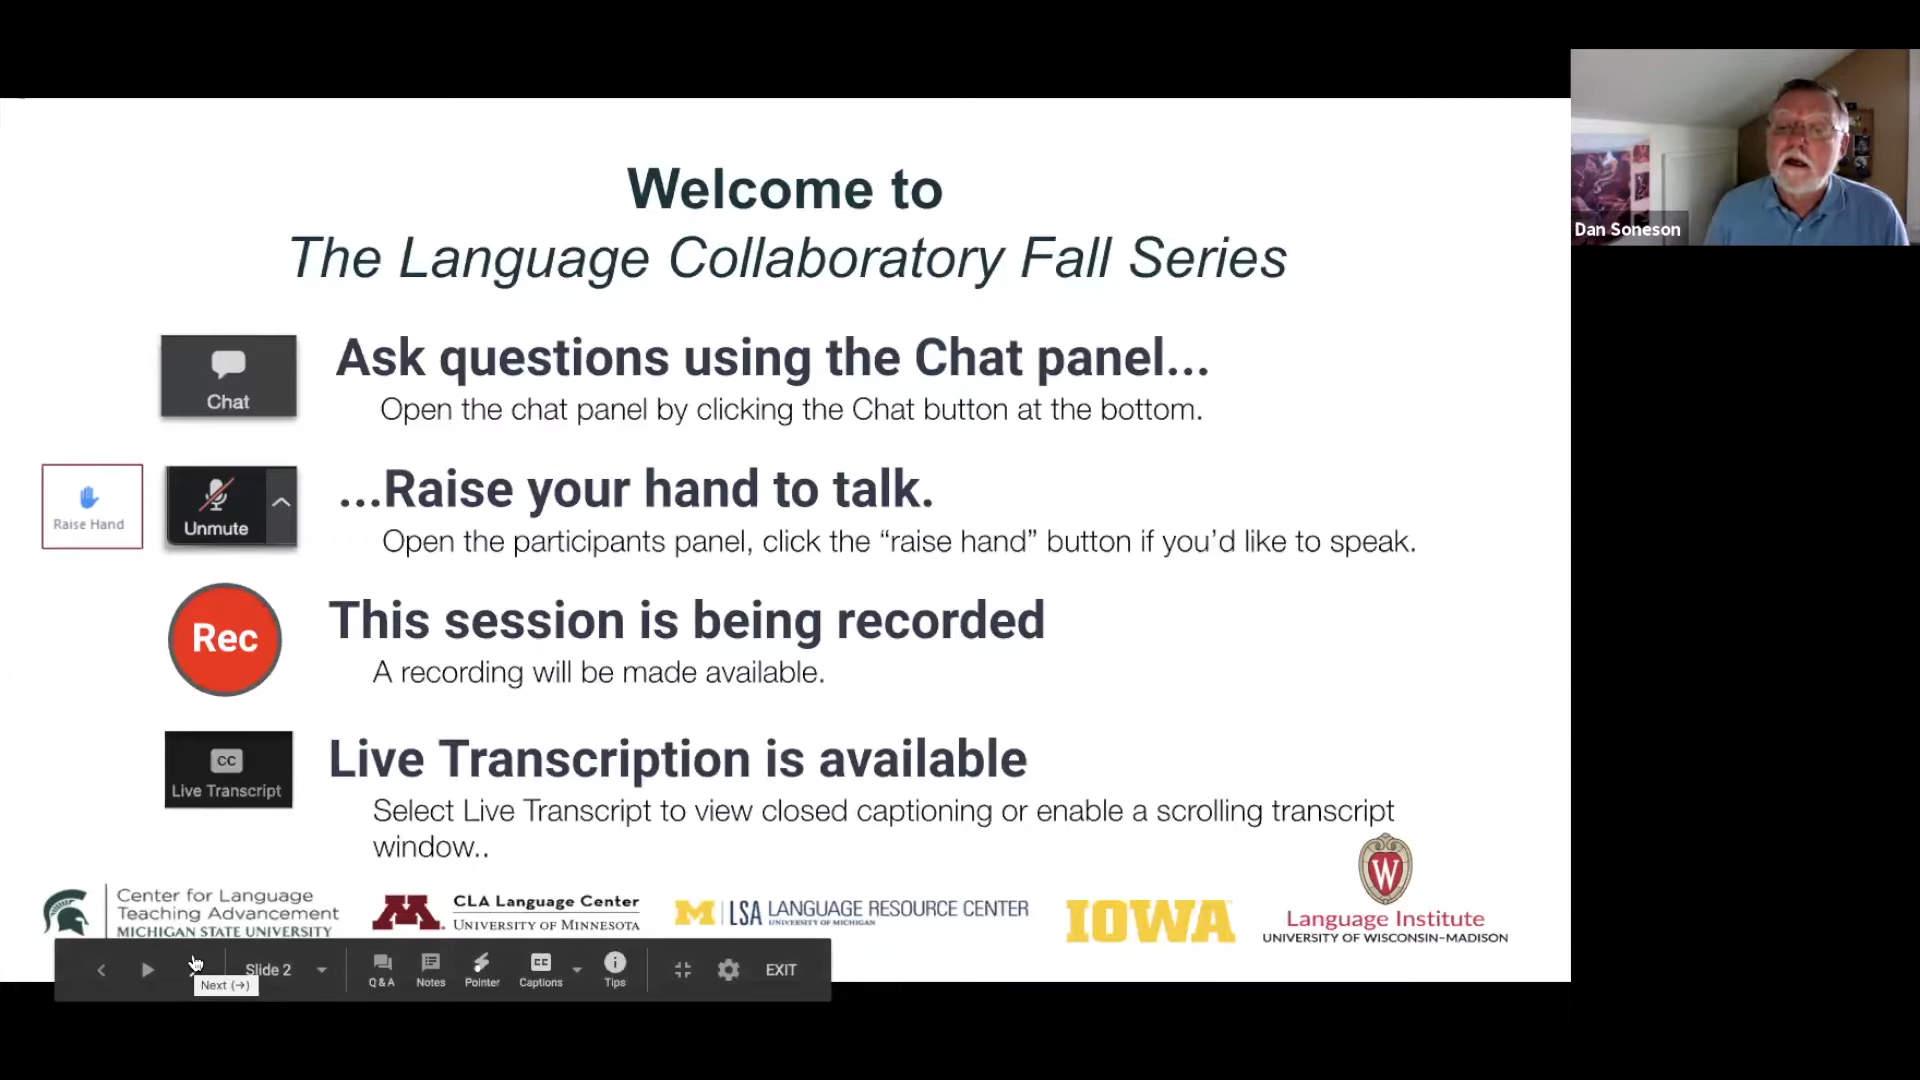 Welcome to
The Language Collaboratory Fall Series
Chat
Ask questions using the Chat panel...
Open the chat panel by clicking the Chat button at the bottom.
Raise Hand
Unmute
...Raise your hand to talk.
Open the participants panel, click the “raise hand” button if you’d like to speak.
Rec
This session is being recorded
A recording will be made available.
CC
Live Transcript
Live Transcription is available
Select Live Transcript to view closed captioning or enable a scrolling transcript
window..
Center for Language
Teaching Advancement
MICHIGAN STATE UNIVERSITY
M
CLA Language Center
UNIVERSITY OF MINNESOTA
M LSA LANGUAGE RESOURCE CENTER
UNIVERSITY OF MICHIGAN
IOWA
W
Language Institute
UNIVERSITY OF WISCONSIN–MADISON
Slide 2
Q&A
Notes
Pointer
CC
Captions
Tips
EXIT
Next (→)
Dan Soneson